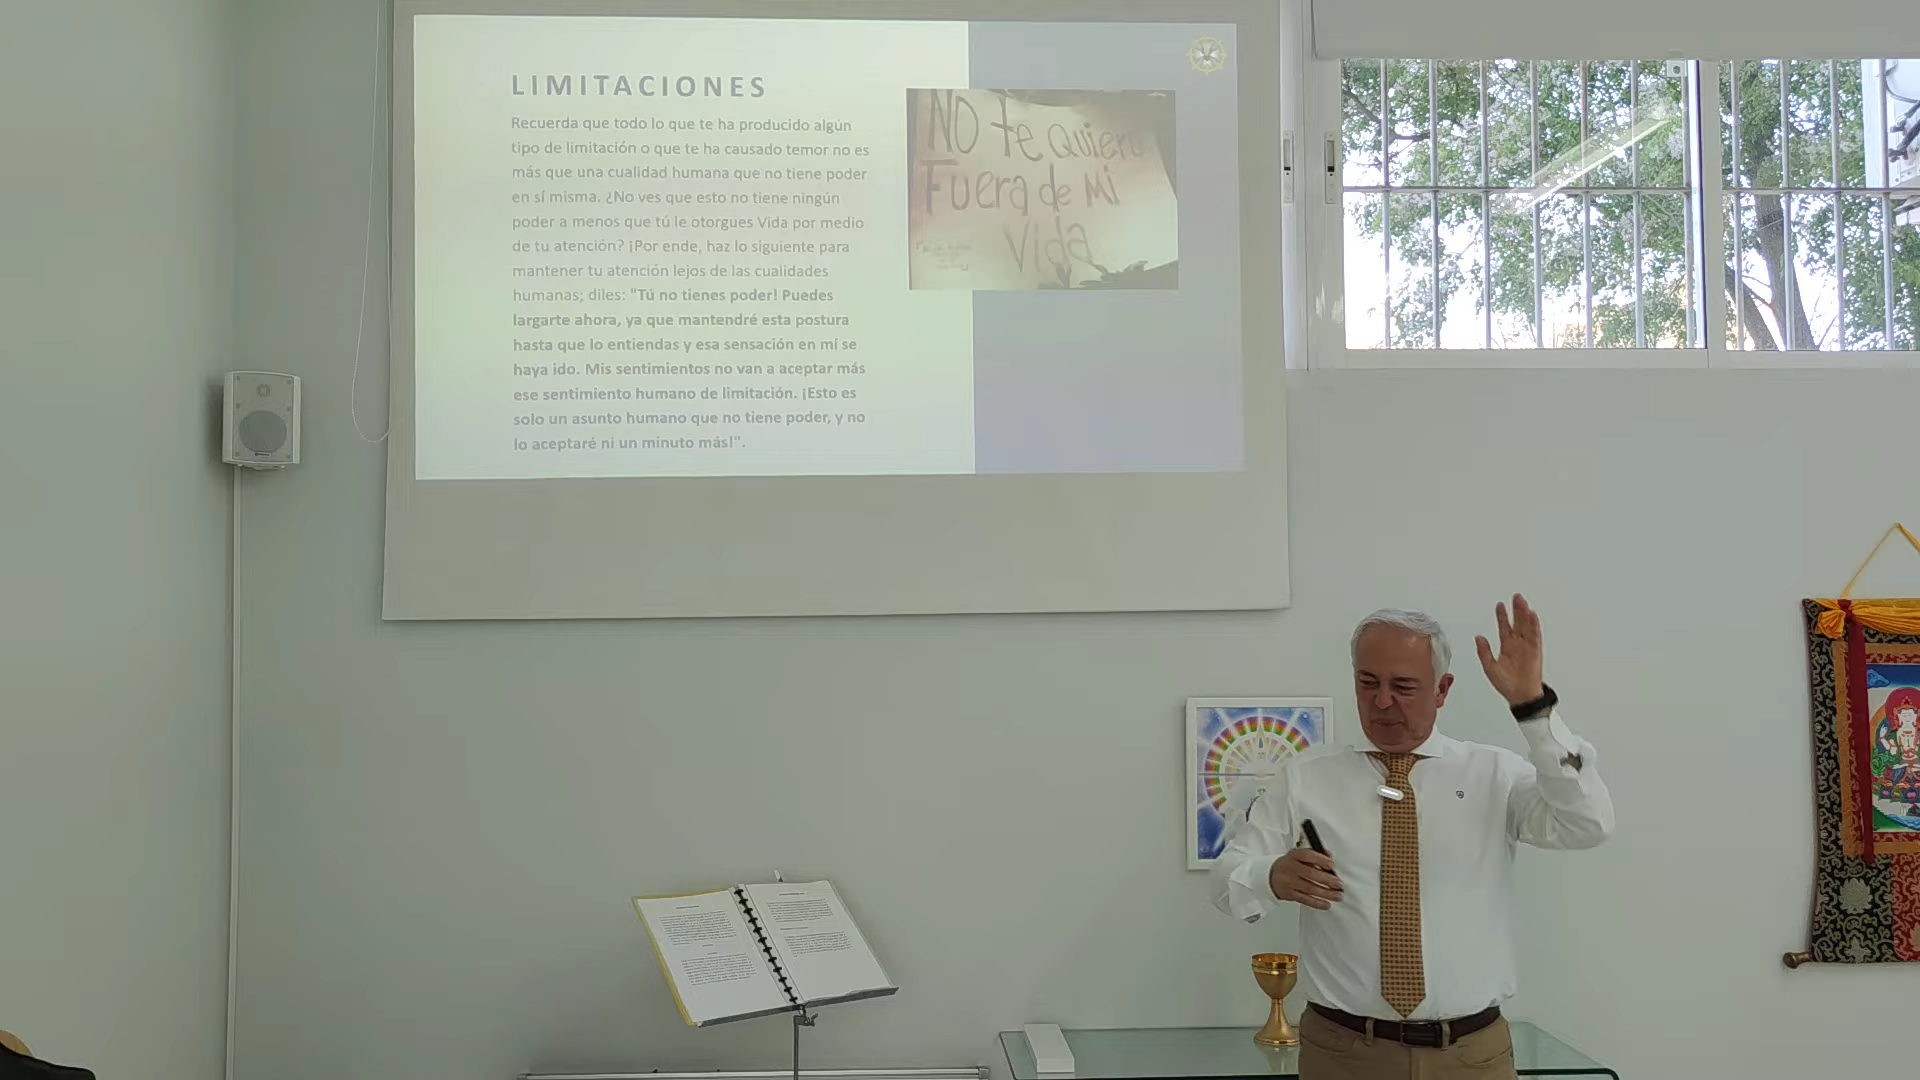 LIMITACIONES
Recuerda que todo lo que te ha producido algún
tipo de limitación o que te ha causado temor no es
más que una cualidad humana que no tiene poder
en sí misma. ¿No ves que esto no tiene ningún
poder a menos que tú le otorgues Vida por medio
de tu atención? ¡Por ende, haz lo siguiente para
mantener tu atención lejos de las cualidades
humanas; diles: "Tú no tienes poder! Puedes
largarte ahora, ya que mantendré esta postura
hasta que lo entiendas y esa sensación en mí se
haya ido. Mis sentimientos no van a aceptar más
ese sentimiento humano de limitación. ¡Esto es
solo un asunto humano que no tiene poder, y no
lo aceptaré ni un minuto más!".
NO te quiero
Fuera de Mi
Vida